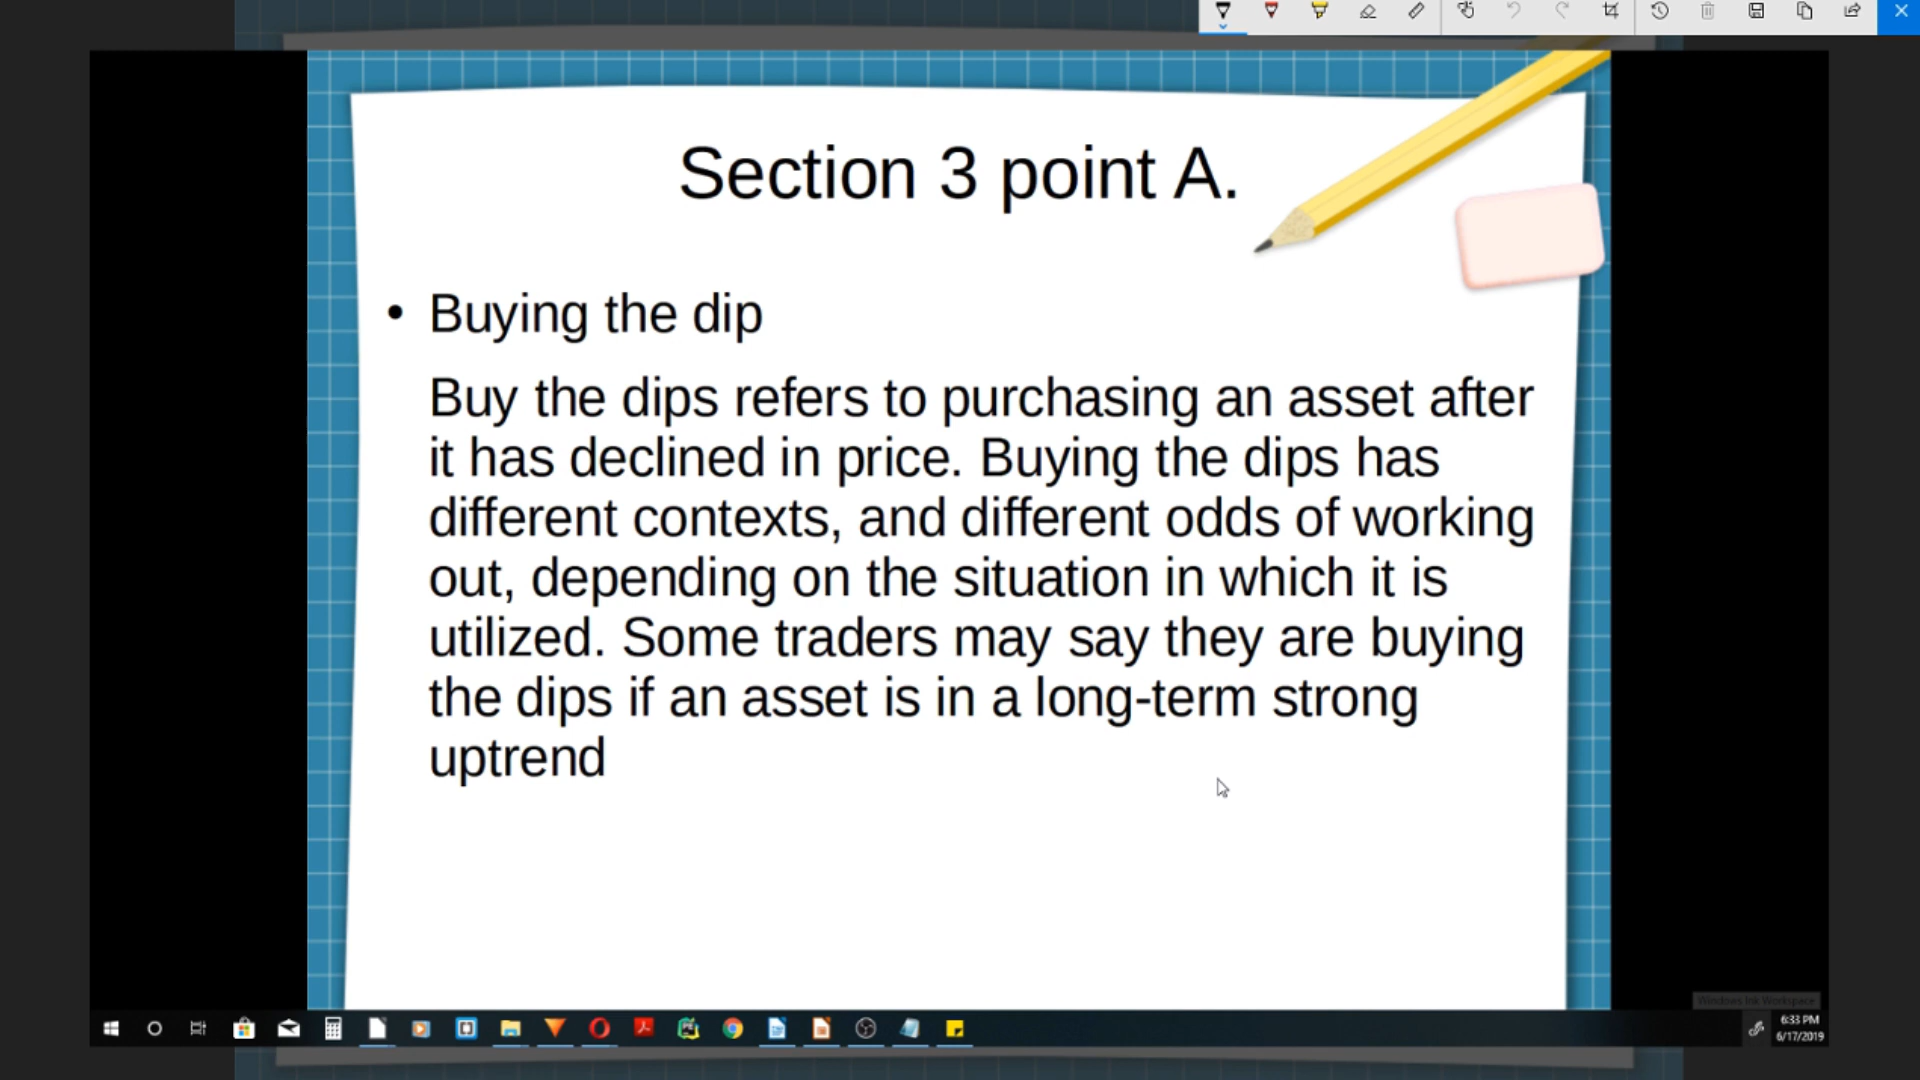 Section 3 point A.
• Buying the dip
Buy the dips refers to purchasing an asset after
it has declined in price. Buying the dips has
different contexts, and different odds of working
out, depending on the situation in which it is
utilized. Some traders may say they are buying
the dips if an asset is in a long-term strong
uptrend
Windows Ink Workspace
6:33 PM
6/17/2019